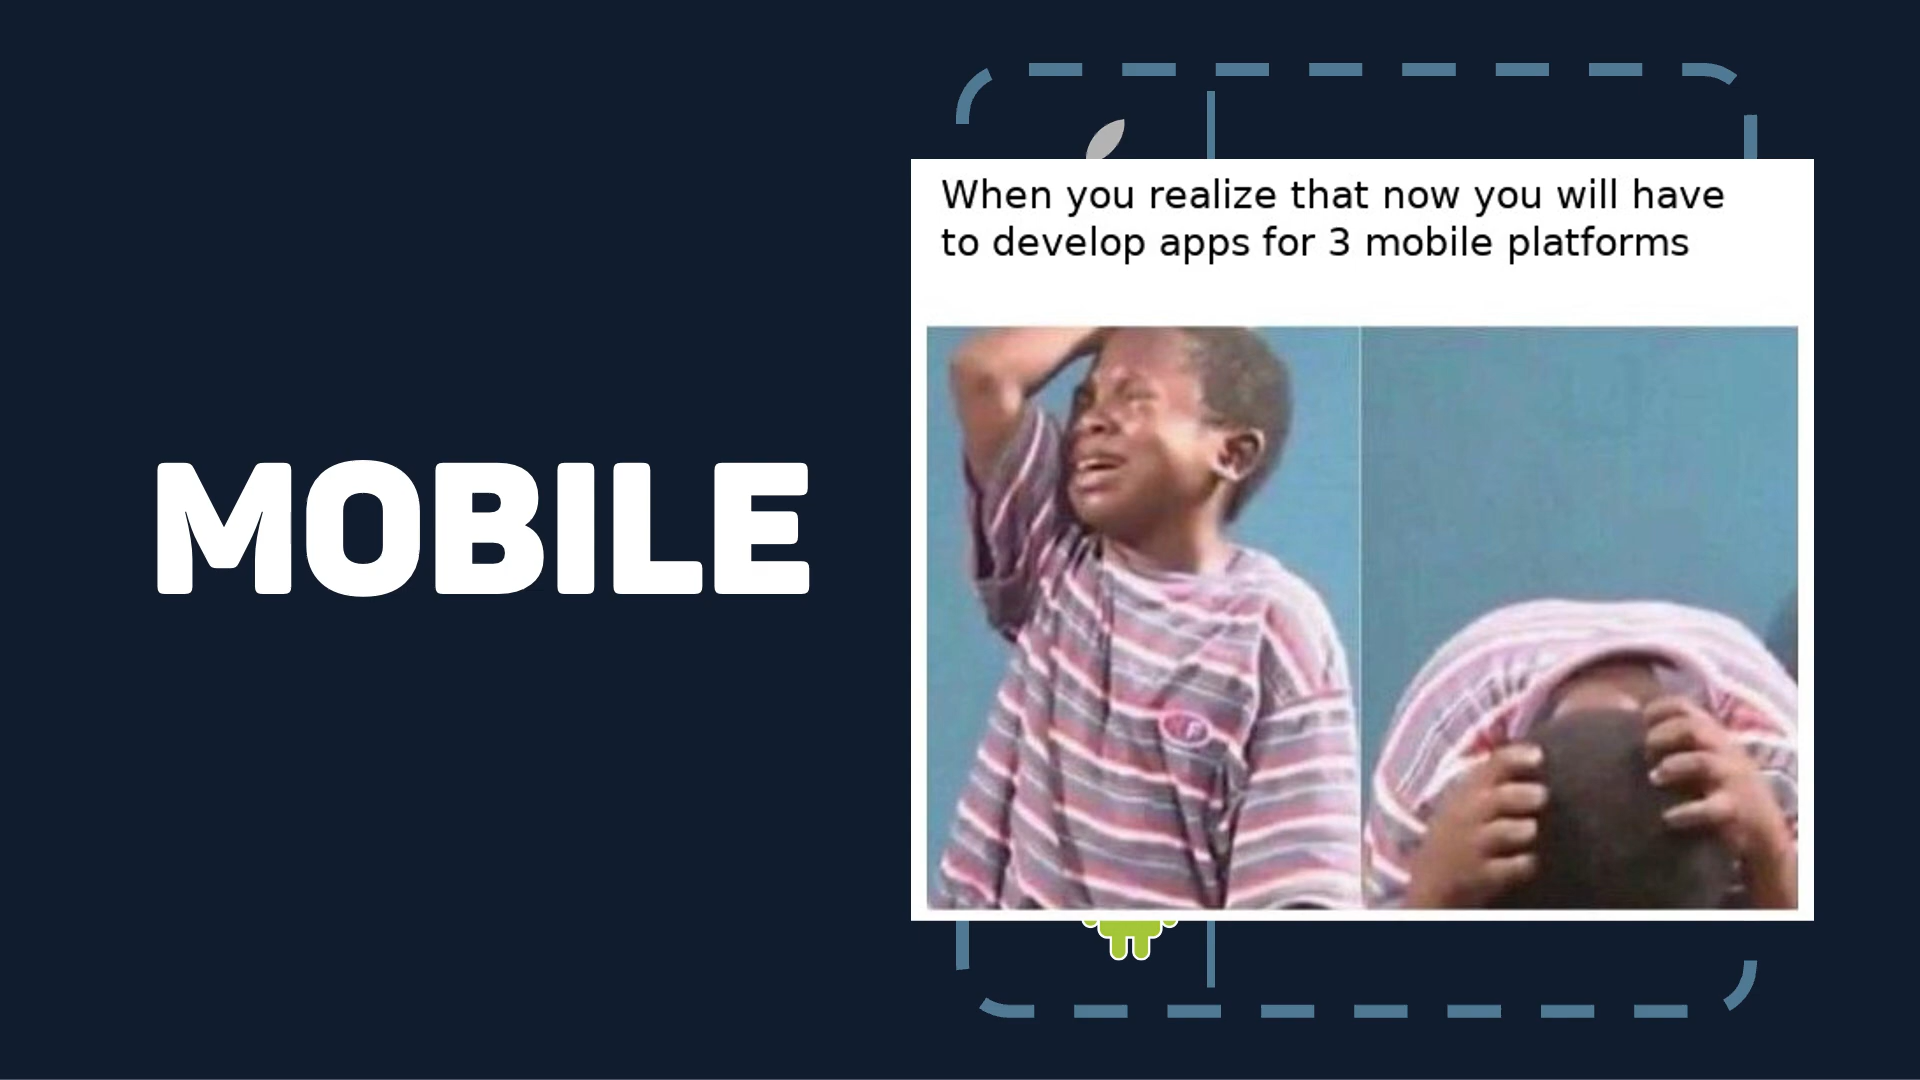 MOBILE
When you realize that now you will have
to develop apps for 3 mobile platforms
F